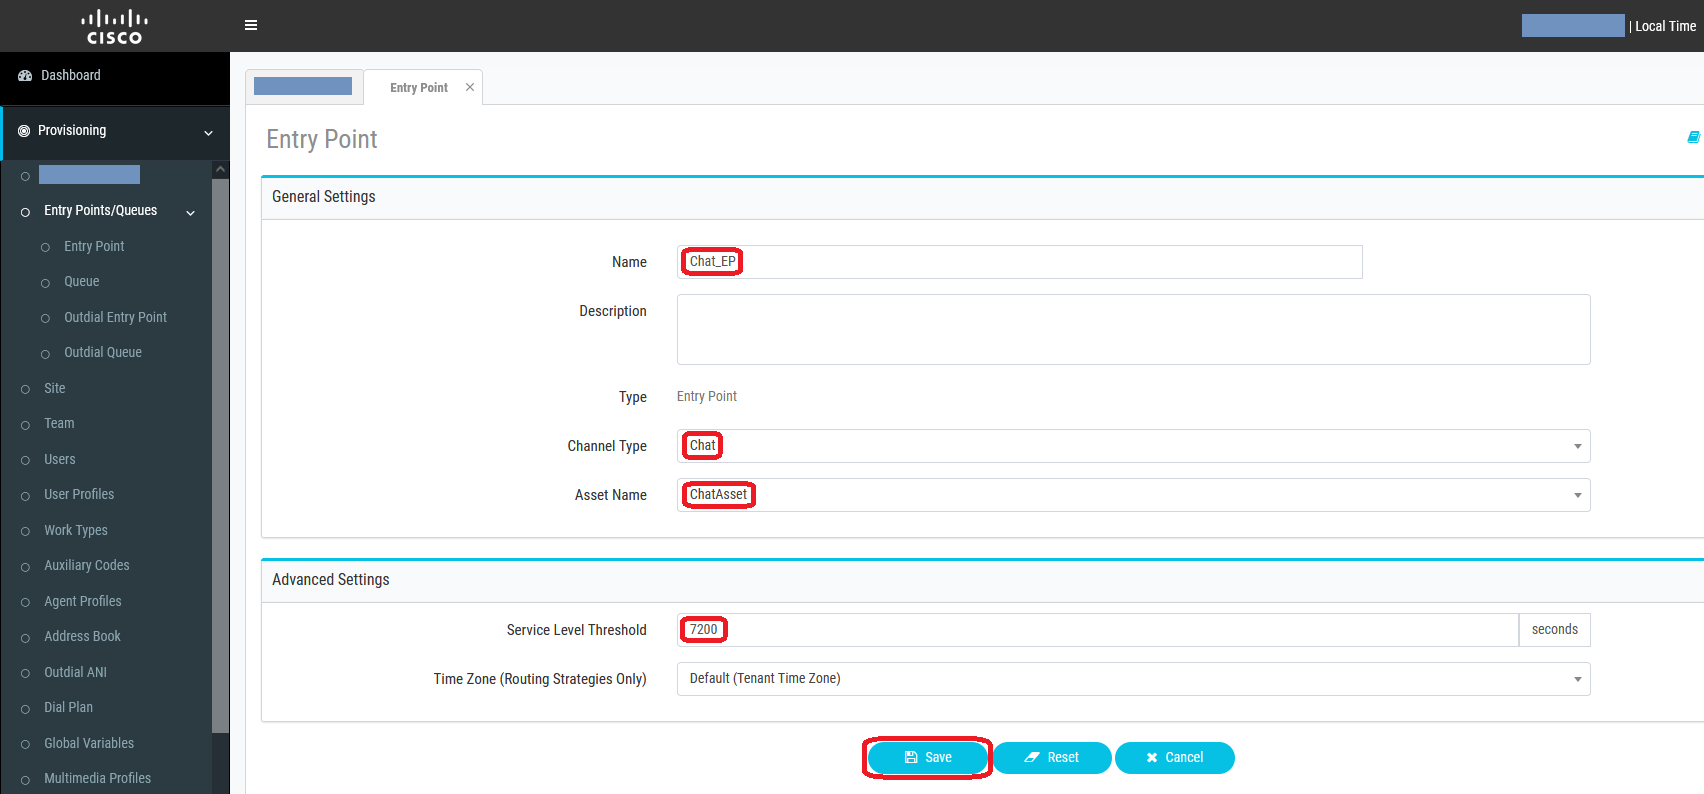 CISCO
| Local Time
Dashboard
Provisioning
Entry Points/Queues
Entry Point
Queue
Outdial Entry Point
Outdial Queue
Site
Team
Users
User Profiles
Work Types
Auxiliary Codes
Agent Profiles
Address Book
Outdial ANI
Dial Plan
Global Variables
Multimedia Profiles
Entry Point ×
Entry Point
General Settings
Name Chat_EP
Description
Type Entry Point
Channel Type Chat
Asset Name ChatAsset
Advanced Settings
Service Level Threshold 7200 seconds
Time Zone (Routing Strategies Only) Default (Tenant Time Zone)
Save Reset Cancel